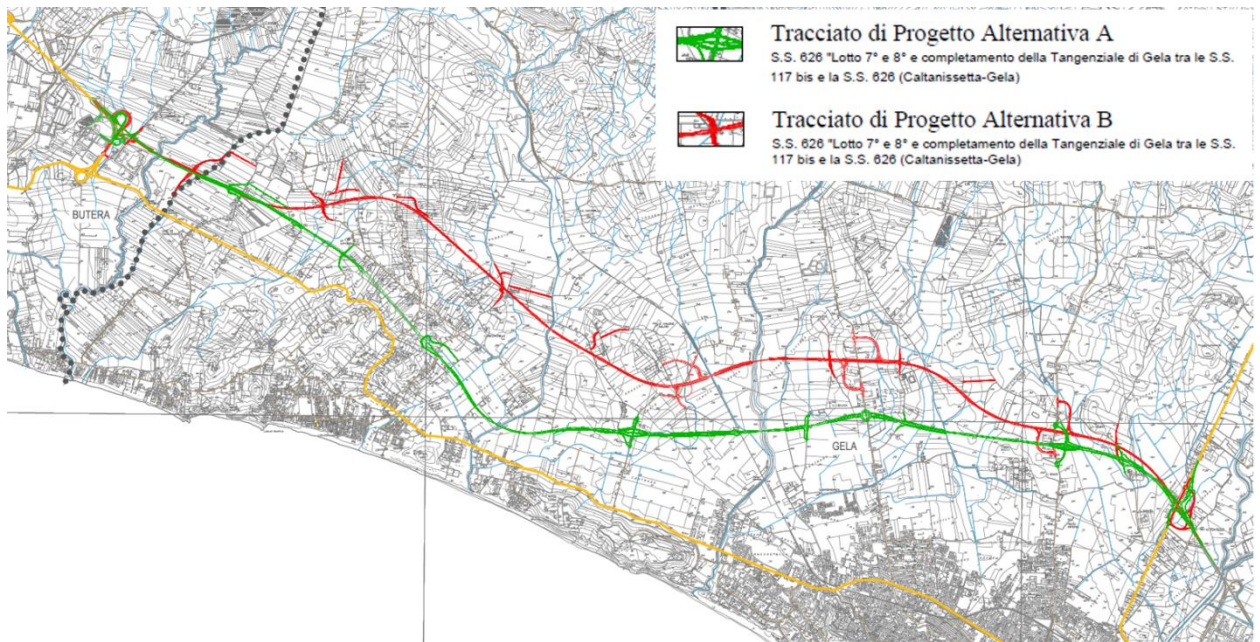 Tracciato di Progetto Alternativa A
S.S. 626 "Lotto 7° e 8° e completamento della Tangenziale di Gela tra le S.S.
117 bis e la S.S. 626 (Caltanissetta-Gela)
Tracciato di Progetto Alternativa B
S.S. 626 "Lotto 7° e 8° e completamento della Tangenziale di Gela tra le S.S.
117 bis e la S.S. 626 (Caltanissetta-Gela)
BUTERA
GELA